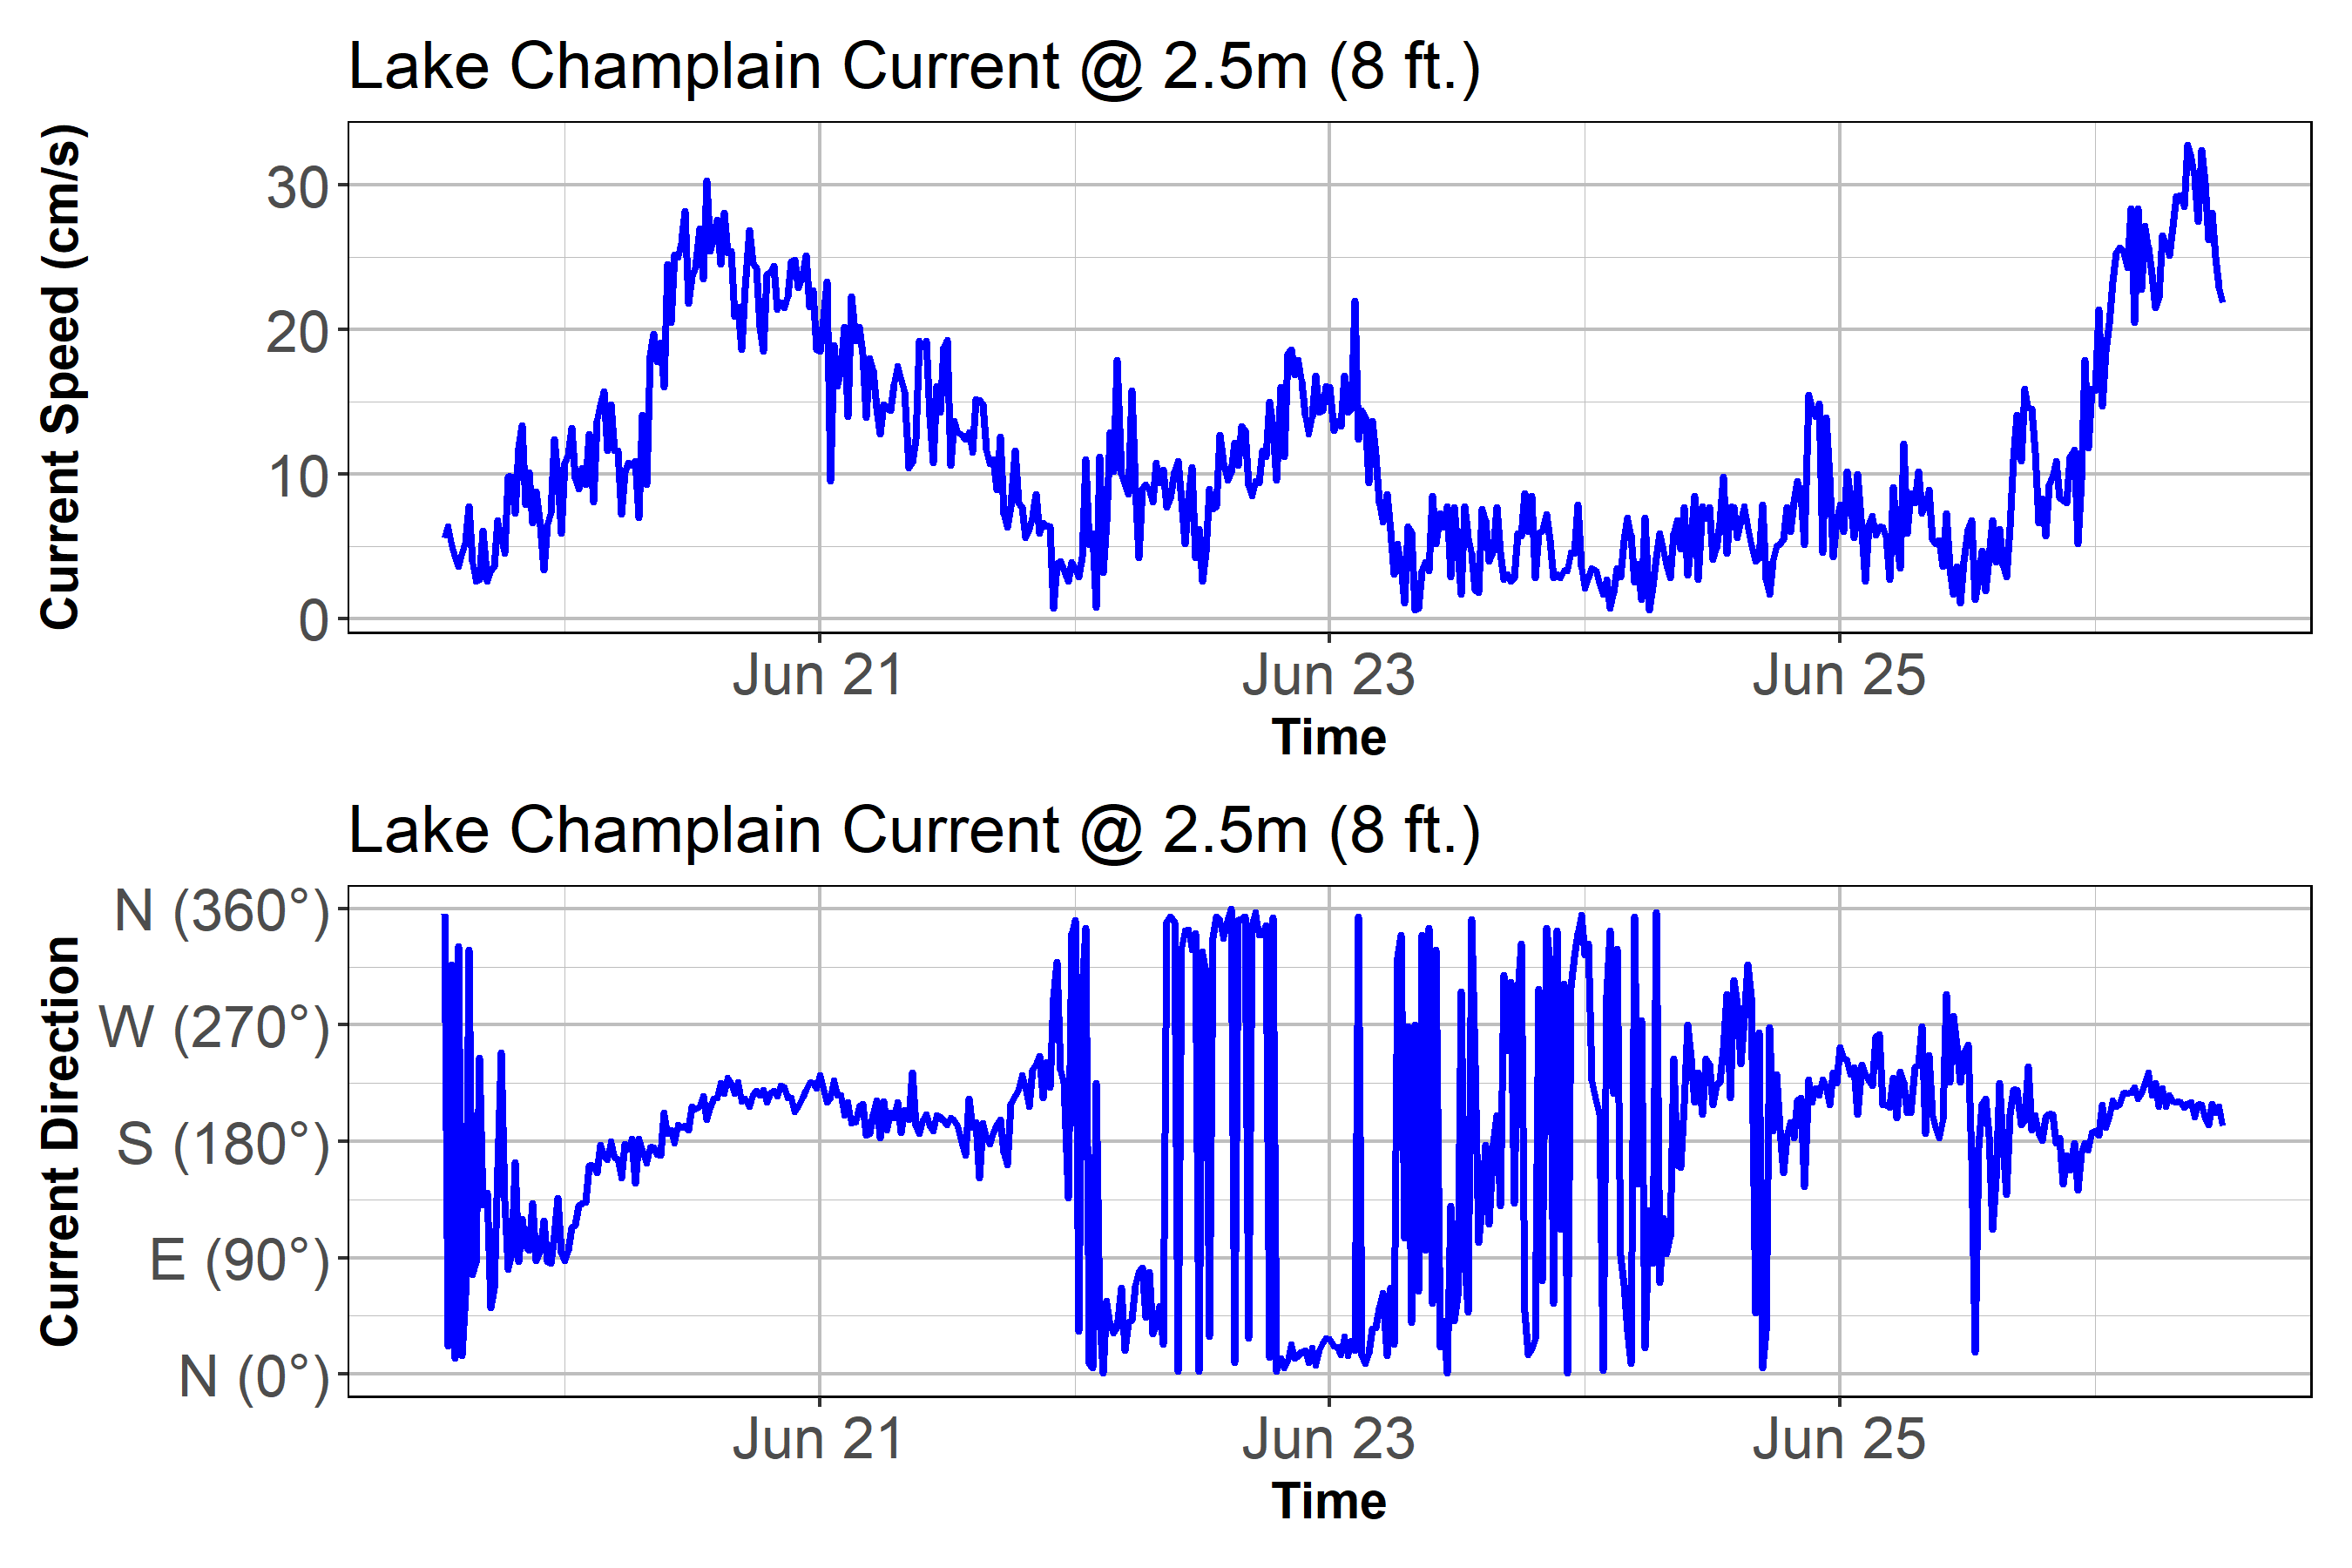 Lake Champlain Current @ 2.5m (8 ft.)
Current Speed (cm/s)
30
20
10
0
Jun 21 Jun 23 Jun 25
Time
Lake Champlain Current @ 2.5m (8 ft.)
Current Direction
N (360°)
W (270°)
S (180°)
E (90°)
N (0°)
Jun 21 Jun 23 Jun 25
Time